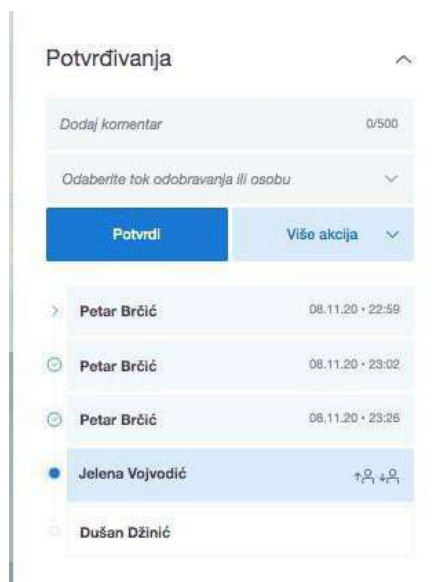 Potvrđivanja
Dodaj komentar 0/500
Odaberite tok odobravanja ili osobu
Potvrdi Više akcija
Petar Brčić 08.11.20 • 22:59
Petar Brčić 08.11.20 • 23:02
Petar Brčić 08.11.20 • 23:26
Jelena Vojvodić
Dušan Džinić